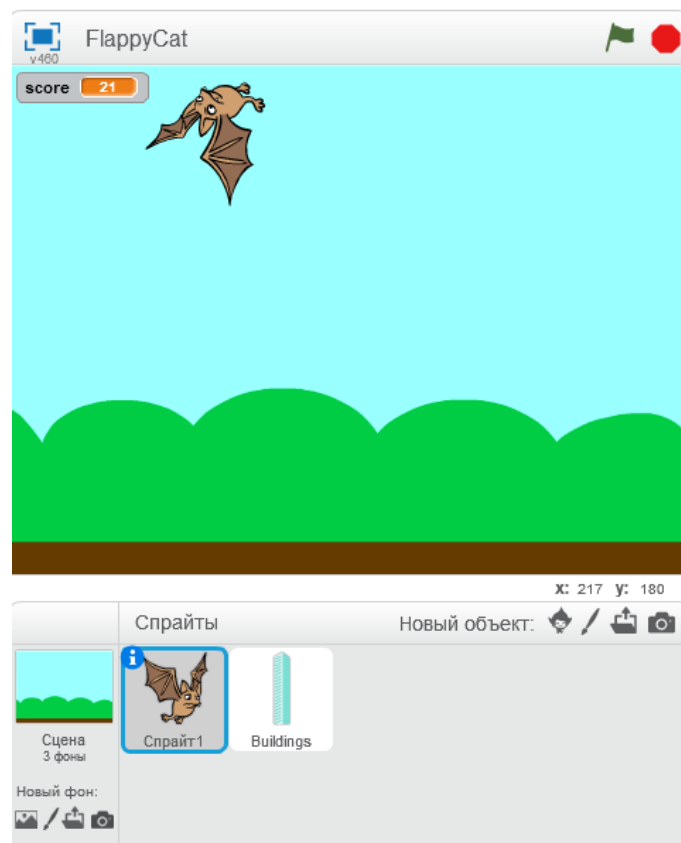 FlappyCat
v460
score 21
x: 217 y: 180
Спрайты
Новый объект:
Сцена
3 фоны
Спрайт1
Buildings
Новый фон: